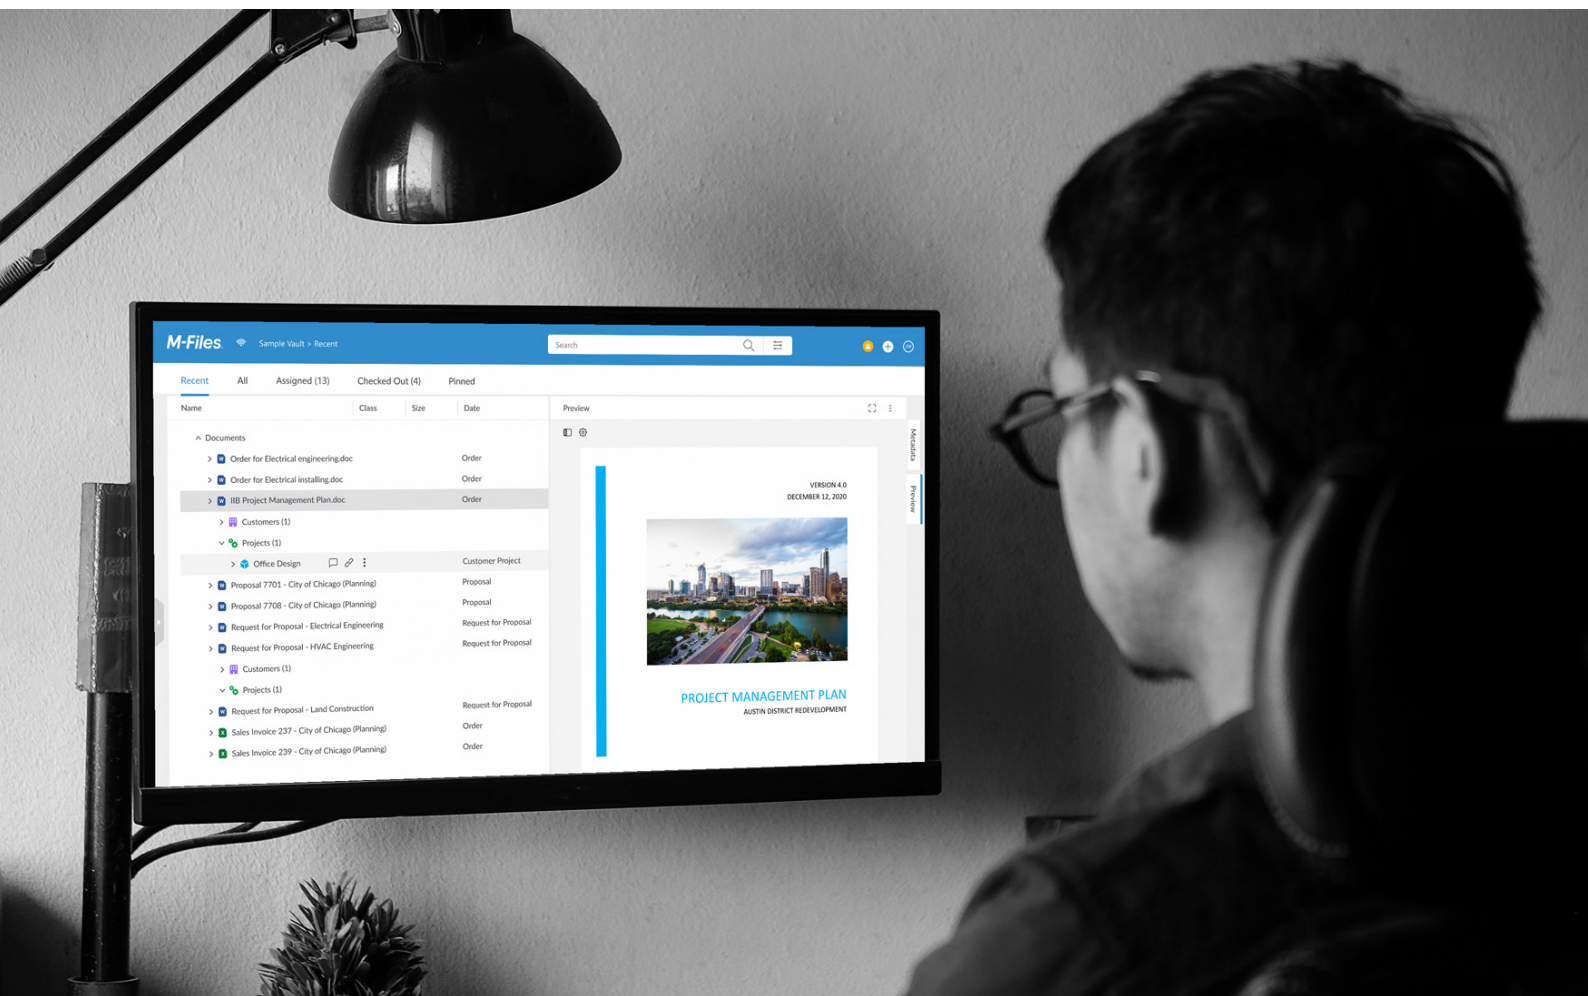 M-Files
Sample Vault > Recent
Search
Recent All Assigned (13) Checked Out (4) Pinned
Name Class Size Date
Documents
Order for Electrical engineering.doc Order
Order for Electrical installing.doc Order
IIB Project Management Plan.doc Order
Customers (1)
Projects (1)
Office Design Customer Project
Proposal 7701 - City of Chicago (Planning) Proposal
Proposal 7708 - City of Chicago (Planning) Proposal
Request for Proposal - Electrical Engineering Request for Proposal
Request for Proposal - HVAC Engineering Request for Proposal
Customers (1)
Projects (1)
Request for Proposal - Land Construction Request for Proposal
Sales Invoice 237 - City of Chicago (Planning) Order
Sales Invoice 239 - City of Chicago (Planning) Order
Preview
VERSION 4.0
DECEMBER 12, 2020
PROJECT MANAGEMENT PLAN
AUSTIN DISTRICT REDEVELOPMENT
Metadata
Preview